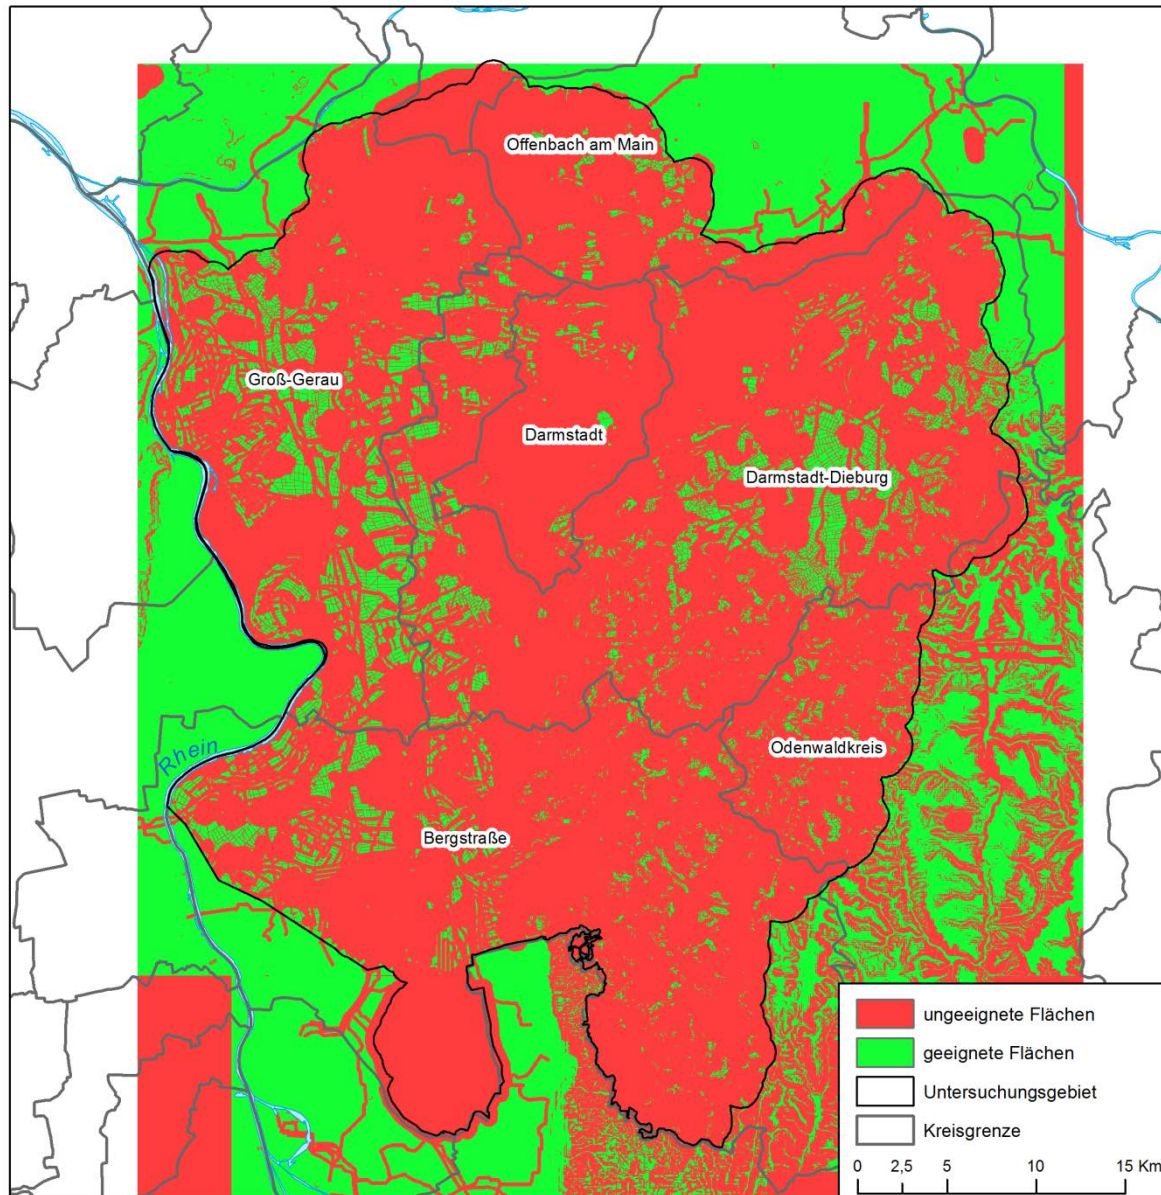 Offenbach am Main
Groß-Gerau
Darmstadt
Darmstadt-Dieburg
Rhein
Odenwaldkreis
Bergstraße
ungeeignete Flächen
geeignete Flächen
Untersuchungsgebiet
Kreisgrenze
0 2,5 5 10 15 Km